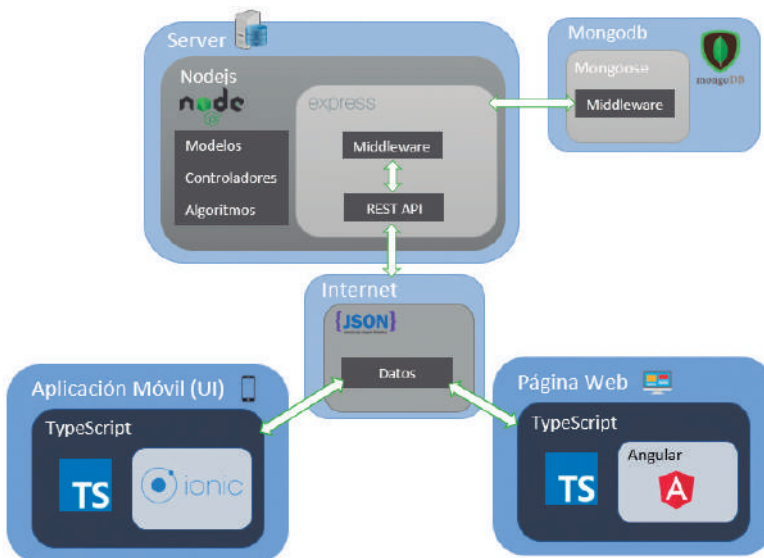 Server
Nodejs
node
Modelos
Controladores
Algoritmos
express
Middleware
REST API
Mongodb
Mongoose
Middleware
mongoDB
Internet
{JSON}
Datos
Aplicación Móvil (UI)
TypeScript
TS
ionic
Página Web
TypeScript
TS
Angular
A